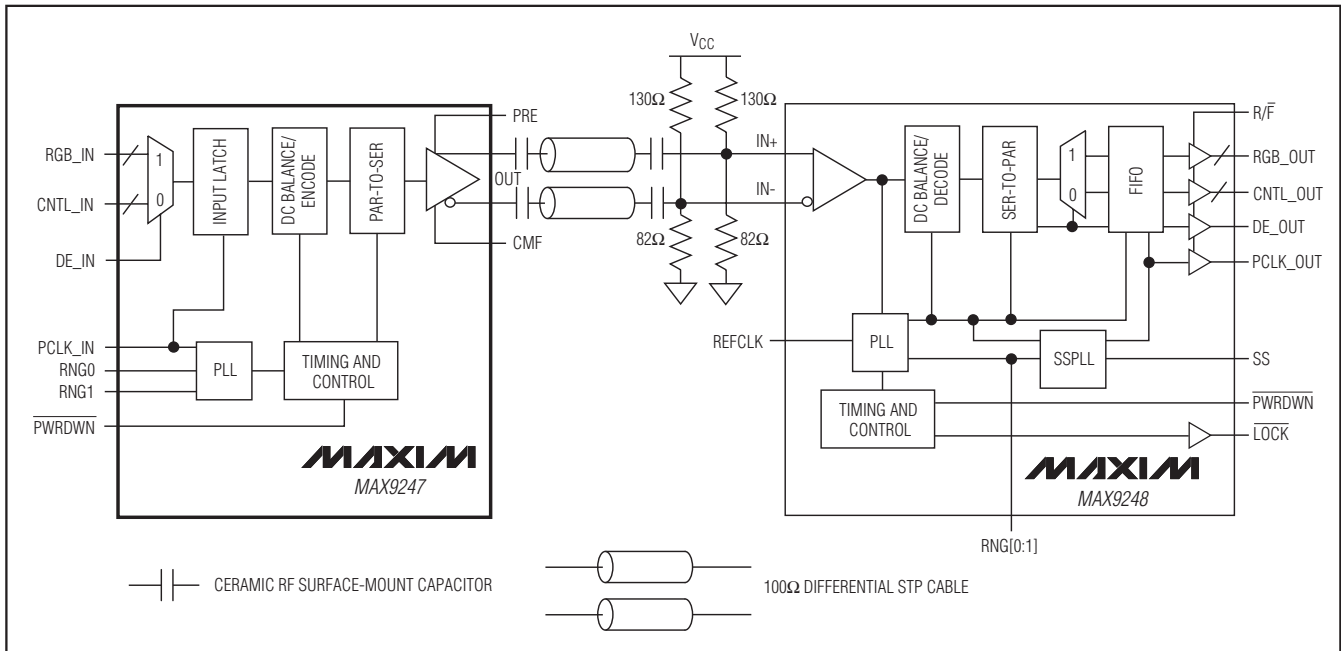 VCC
130Ω
130Ω
PRE
R/F̅
RGB_IN
1
0
INPUT LATCH
DC BALANCE/
ENCODE
PAR-TO-SER
OUT
IN+
IN-
DC BALANCE/
DECODE
SER-TO-PAR
1
0
FIFO
RGB_OUT
CNTL_IN
CNTL_OUT
82Ω
82Ω
CMF
DE_OUT
DE_IN
PCLK_OUT
PCLK_IN
RNG0
RNG1
PLL
TIMING AND
CONTROL
REFCLK
PLL
SSPLL
SS
P̅W̅R̅D̅W̅N̅
TIMING AND
CONTROL
P̅W̅R̅D̅W̅N̅
L̅O̅C̅K̅
MAXIM
MAX9247
MAXIM
MAX9248
RNG[0:1]
CERAMIC RF SURFACE-MOUNT CAPACITOR
100Ω DIFFERENTIAL STP CABLE